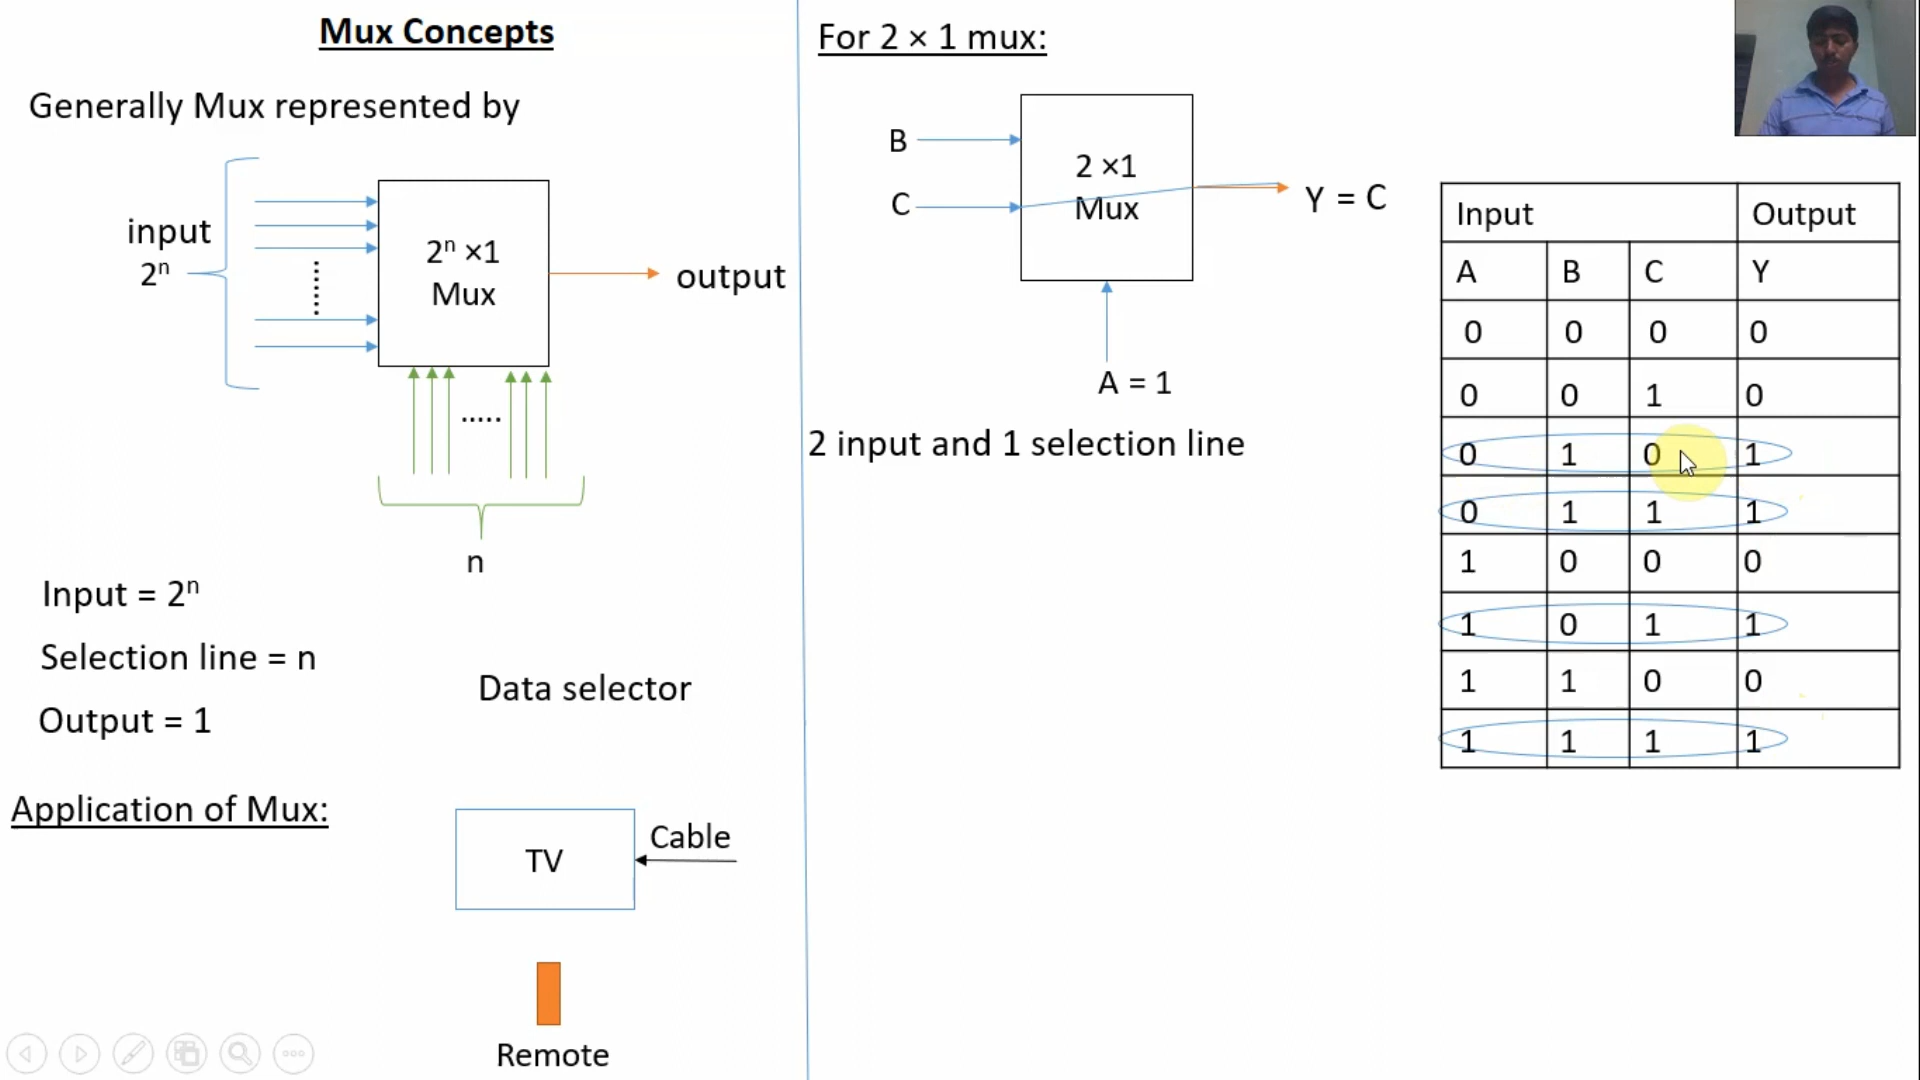 Mux Concepts
Generally Mux represented by
input
2ⁿ
2ⁿ ×1
Mux
output
.....
n
Input = 2ⁿ
Selection line = n
Output = 1
Data selector
Application of Mux:
TV
Cable
Remote
For 2 × 1 mux:
B
C
2 ×1
Mux
Y = C
A = 1
2 input and 1 selection line
Input Output
A B C Y
0 0 0 0
0 0 1 0
0 1 0 1
0 1 1 1
1 0 0 0
1 0 1 1
1 1 0 0
1 1 1 1